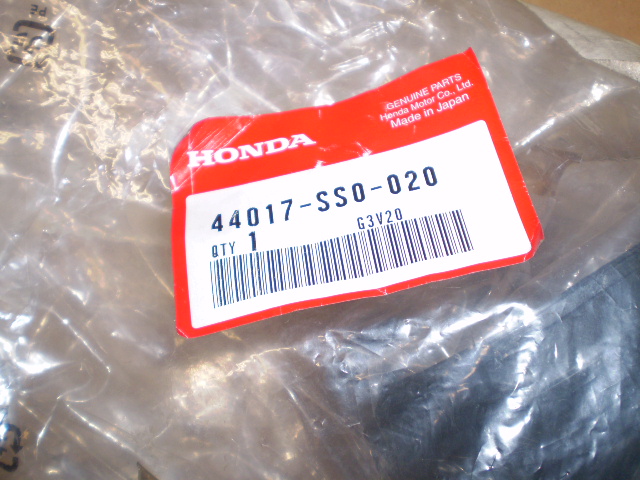 GENUINE PARTS
Honda Motor Co., Ltd.
Made in Japan
HONDA
44017-SS0-020
QTY 1 G3V20